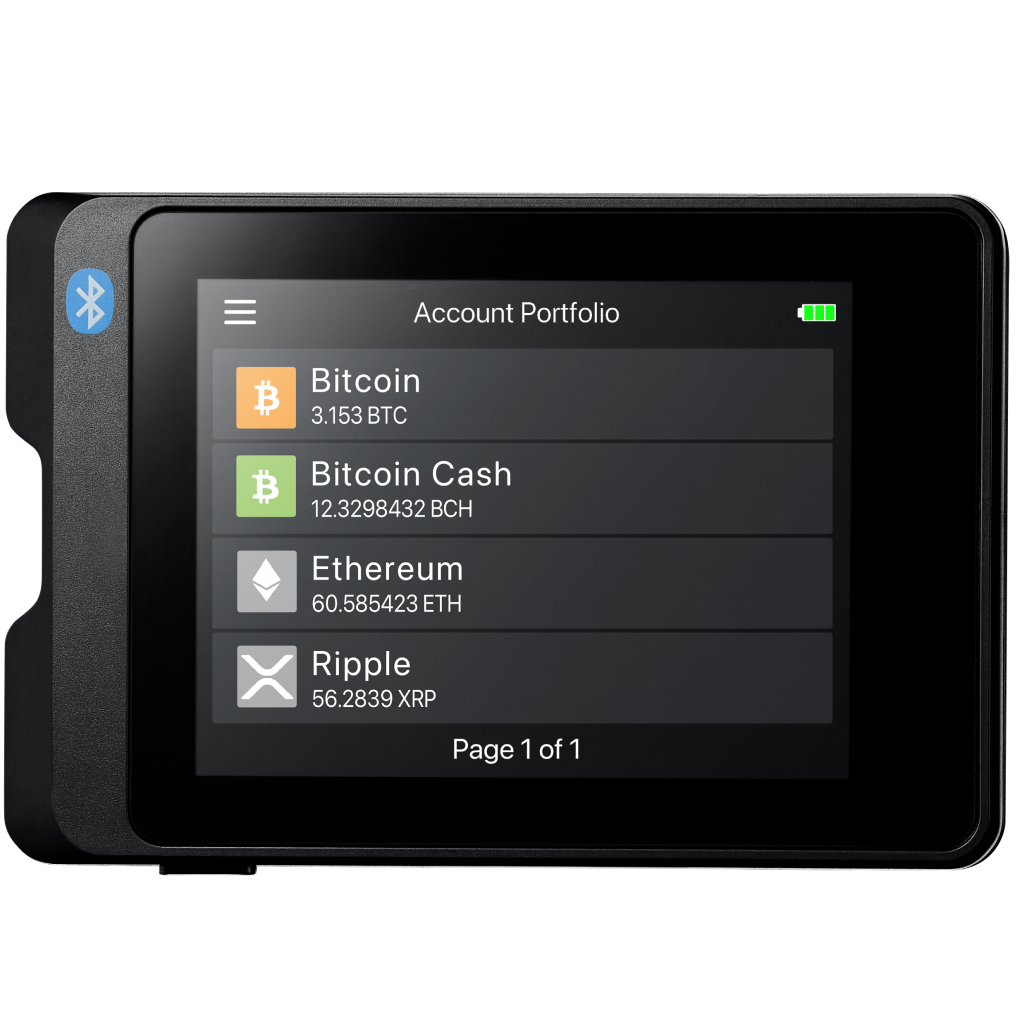 Account Portfolio
Bitcoin
3.153 BTC
Bitcoin Cash
12.3298432 BCH
Ethereum
60.585423 ETH
Ripple
56.2839 XRP
Page 1 of 1